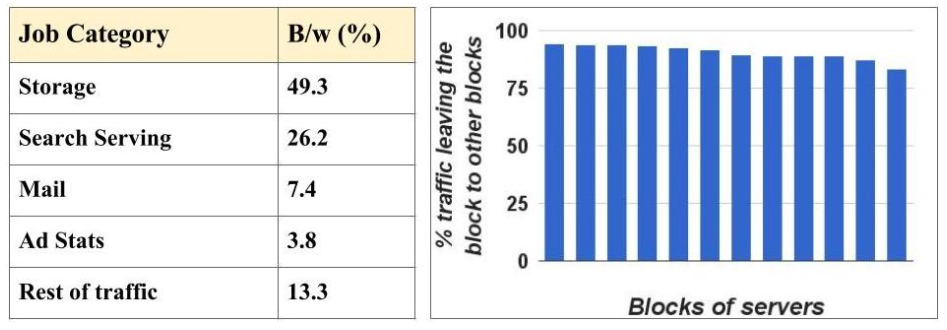 Job Category B/w (%)
Storage 49.3
Search Serving 26.2
Mail 7.4
Ad Stats 3.8
Rest of traffic 13.3
% traffic leaving the
block to other blocks
100
75
50
25
0
Blocks of servers